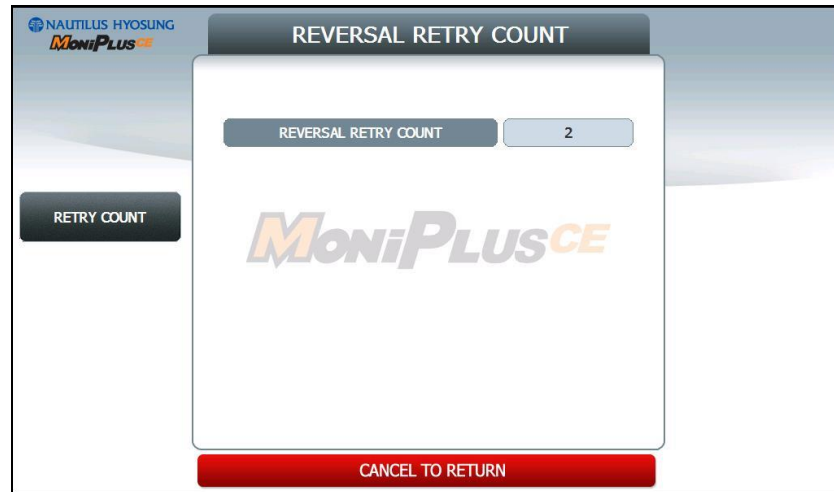 NAUTILUS HYOSUNG
MoniPlusCE
REVERSAL RETRY COUNT
REVERSAL RETRY COUNT 2
RETRY COUNT
MoniPlusCE
CANCEL TO RETURN